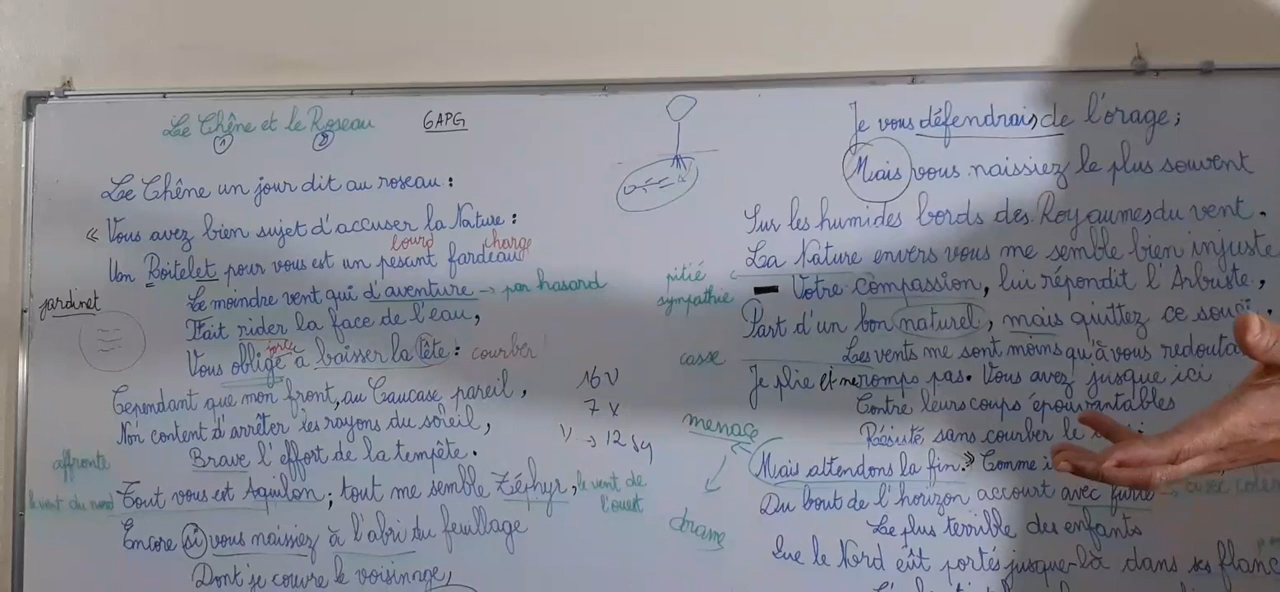 Le Chêne et le Roseau 6APG
1 2
Le Chêne un jour dit au roseau :
« Vous avez bien sujet d'accuser la Nature :
lourd charge
Un Roitelet pour vous est un pesant fardeau
Le moindre vent qui d'aventure → par hasard
jardinet
Fait rider la face de l'eau,
Vous oblige à baisser la tête : courber
Cependant que mon front, au Caucase pareil,
Non content d'arrêter les rayons du soleil,
Brave l'effort de la tempête.
affronte
le vent du nord Tout vous est Aquilon ; tout me semble Zéphyr, le vent de l'ouest
Encore si vous naissiez à l'abri du feuillage
Dont je couvre le voisinage,
16 v
7 x
v → 12 sy
Je vous défendrais de l'orage ;
Mais vous naissiez le plus souvent
Sur les humides bords des Royaumes du vent.
La Nature envers vous me semble bien injuste
pitié
sympathie
- Votre compassion, lui répondit l'Arbuste,
Part d'un bon naturel, mais quittez ce souci.
casse
Les vents me sont moins qu'à vous redouta
Je plie et ne romps pas. Vous avez jusque ici
Contre leurs coups épouvantables
Résisté sans courber le
menace
Mais attendons la fin. » Comme i
drame
Du bout de l'horizon accourt avec furie →
Le plus terrible des enfants
Que le Nord eût portés jusque-là dans ses flanc